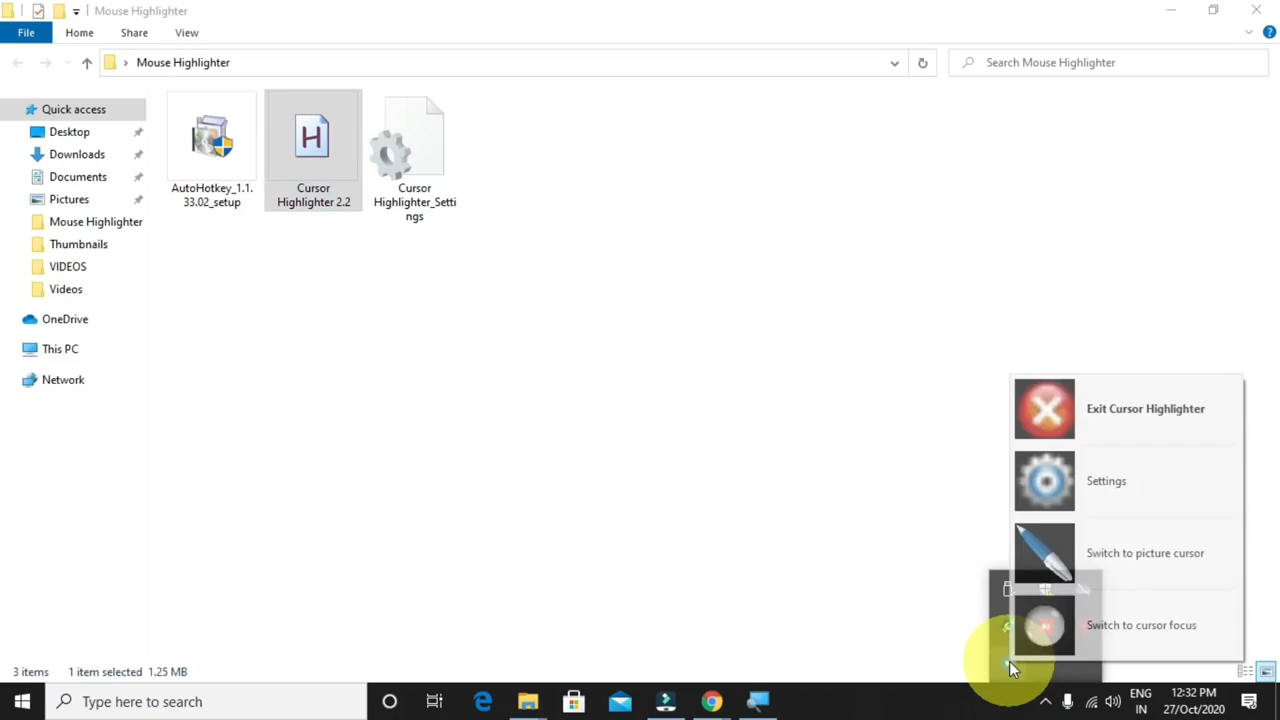 Mouse Highlighter
File Home Share View
Mouse Highlighter
Search Mouse Highlighter
Quick access
Desktop
Downloads
Documents
Pictures
Mouse Highlighter
Thumbnails
VIDEOS
Videos
OneDrive
This PC
Network
AutoHotkey_1.1.
33.02_setup
Cursor
Highlighter 2.2
Cursor
Highlighter_Setti
ngs
Exit Cursor Highlighter
Settings
Switch to picture cursor
Switch to cursor focus
3 items 1 item selected 1.25 MB
Type here to search
ENG
IN
12:32 PM
27/Oct/2020